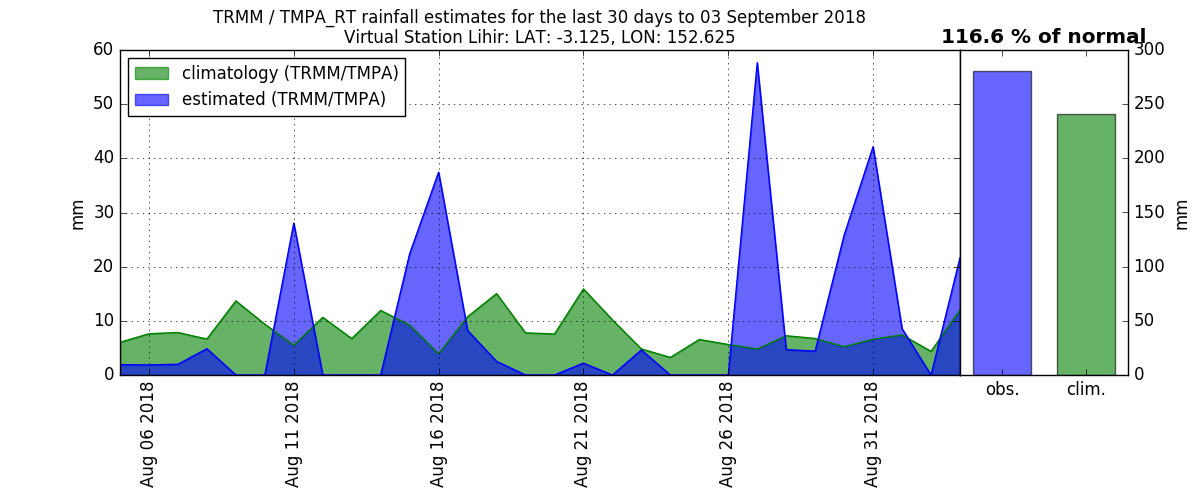 TRMM / TMPA_RT rainfall estimates for the last 30 days to 03 September 2018
Virtual Station Lihir: LAT: -3.125, LON: 152.625
116.6 % of normal
climatology (TRMM/TMPA)
estimated (TRMM/TMPA)
60
50
40
30
20
10
0
mm
300
250
200
150
100
50
0
mm
Aug 06 2018
Aug 11 2018
Aug 16 2018
Aug 21 2018
Aug 26 2018
Aug 31 2018
obs.
clim.